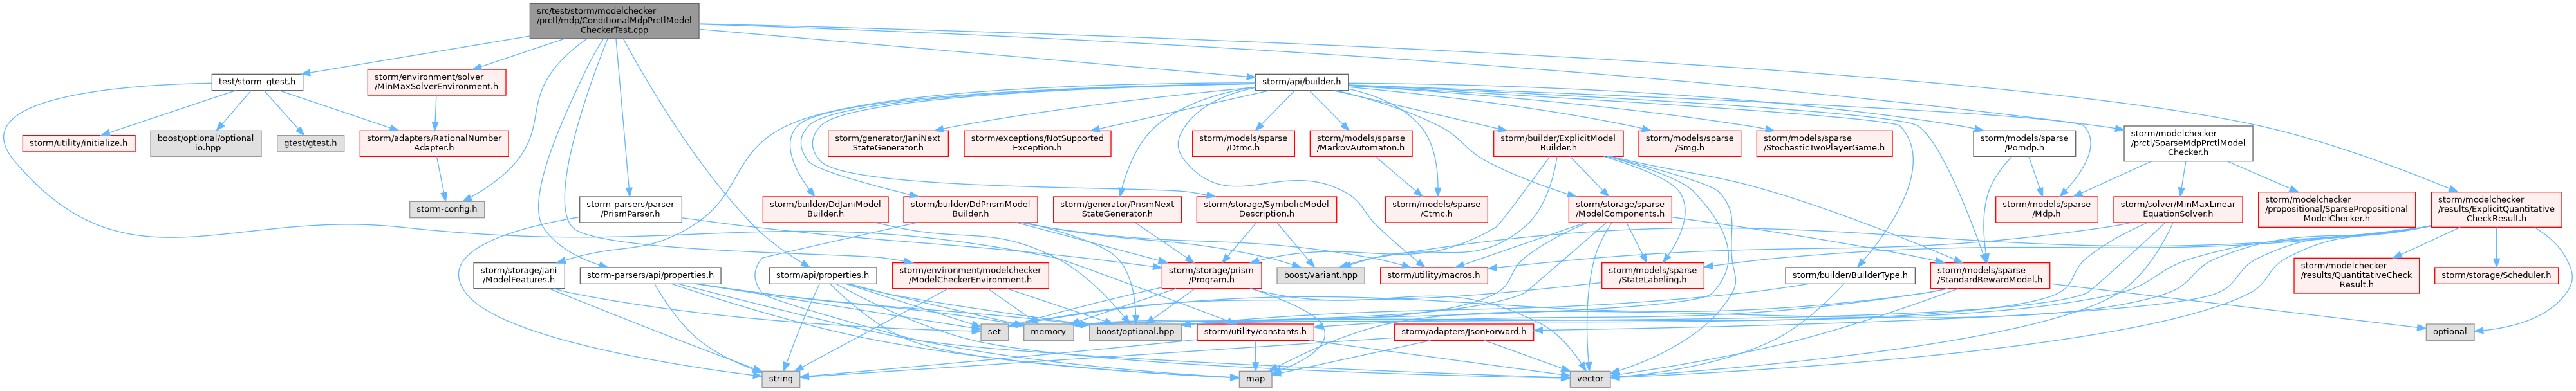 src/test/storm/modelchecker
/prctl/mdp/ConditionalMdpPrctlModel
CheckerTest.cpp
test/storm_gtest.h
storm/environment/solver
/MinMaxSolverEnvironment.h
storm/api/builder.h
storm/utility/initialize.h
boost/optional/optional
_io.hpp
gtest/gtest.h
storm/adapters/RationalNumber
Adapter.h
storm/generator/JaniNext
StateGenerator.h
storm/exceptions/NotSupported
Exception.h
storm/models/sparse
/Dtmc.h
storm/models/sparse
/MarkovAutomaton.h
storm/builder/ExplicitModel
Builder.h
storm/models/sparse
/Smg.h
storm/models/sparse
/StochasticTwoPlayerGame.h
storm/models/sparse
/Pomdp.h
storm/modelchecker
/prctl/SparseMdpPrctlModel
Checker.h
storm-config.h
storm-parsers/parser
/PrismParser.h
storm/builder/DdJaniModel
Builder.h
storm/builder/DdPrismModel
Builder.h
storm/generator/PrismNext
StateGenerator.h
storm/storage/SymbolicModel
Description.h
storm/models/sparse
/Ctmc.h
storm/storage/sparse
/ModelComponents.h
storm/models/sparse
/Mdp.h
storm/solver/MinMaxLinear
EquationSolver.h
storm/modelchecker
/propositional/SparsePropositional
ModelChecker.h
storm/modelchecker
/results/ExplicitQuantitative
CheckResult.h
storm/storage/jani
/ModelFeatures.h
storm-parsers/api/properties.h
storm/api/properties.h
storm/environment/modelchecker
/ModelCheckerEnvironment.h
storm/storage/prism
/Program.h
boost/variant.hpp
storm/utility/macros.h
storm/models/sparse
/StateLabeling.h
storm/builder/BuilderType.h
storm/models/sparse
/StandardRewardModel.h
storm/modelchecker
/results/QuantitativeCheck
Result.h
storm/storage/Scheduler.h
set
memory
boost/optional.hpp
storm/utility/constants.h
storm/adapters/JsonForward.h
optional
string
map
vector